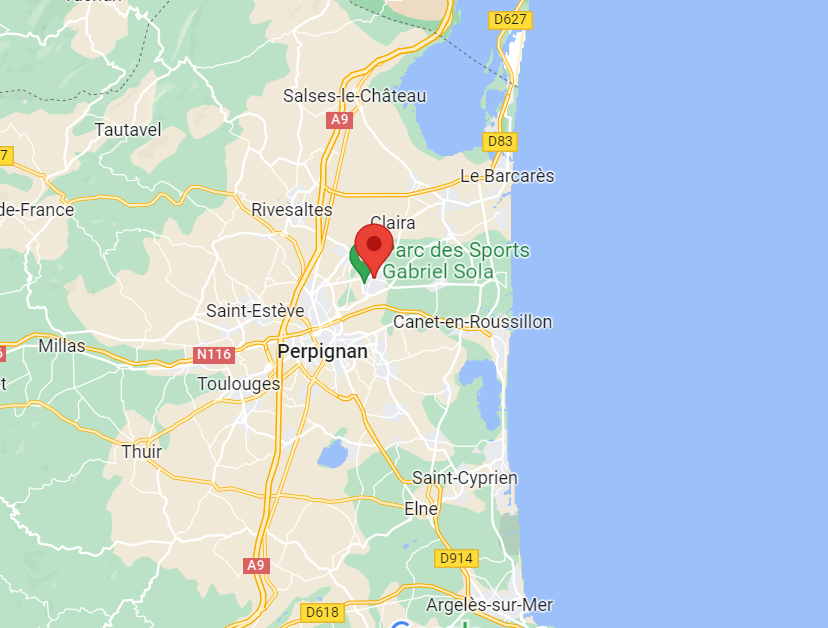 D627
Salses-le-Château
A9
Tautavel
D83
7
Le Barcarès
de-France
Rivesaltes
Claira
arc des Sports
Gabriel Sola
Saint-Estève
Canet-en-Roussillon
Millas
N116
Perpignan
Toulouges
Thuir
Saint-Cyprien
Elne
D914
A9
Argelès-sur-Mer
D618